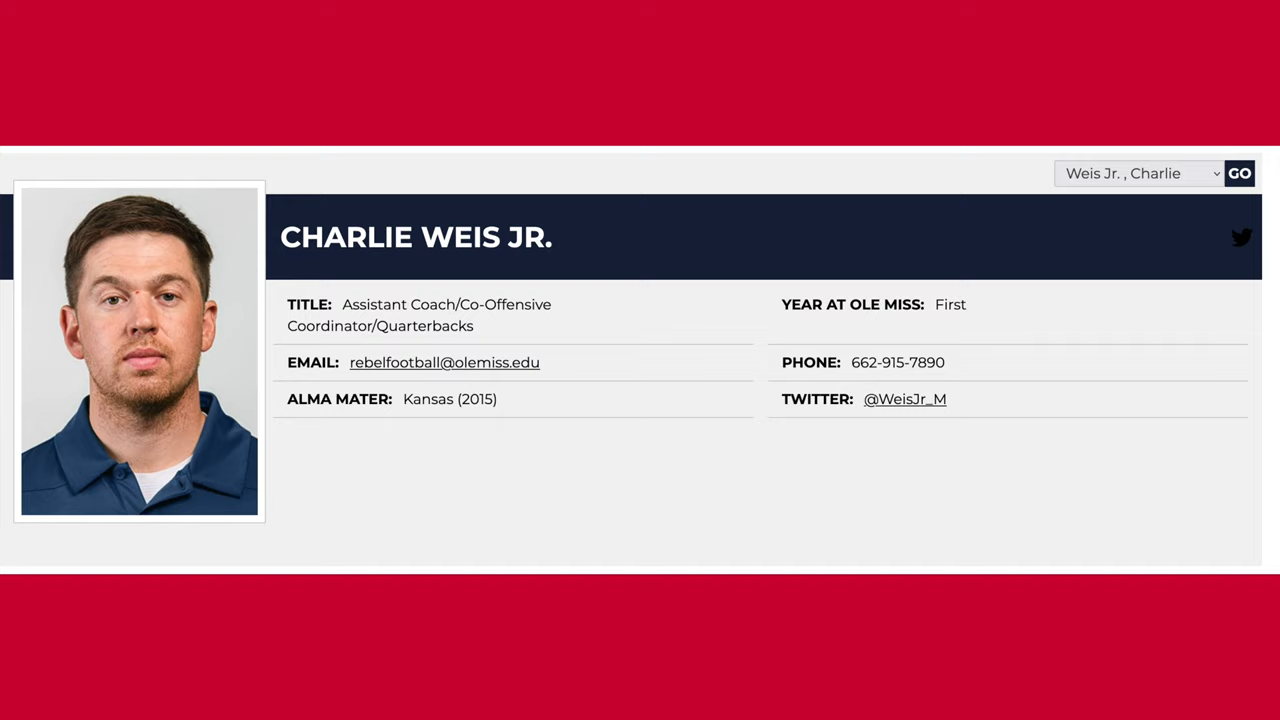 Weis Jr. , Charlie GO
CHARLIE WEIS JR.
TITLE: Assistant Coach/Co-Offensive
Coordinator/Quarterbacks
YEAR AT OLE MISS: First
EMAIL: rebelfootball@olemiss.edu
PHONE: 662-915-7890
ALMA MATER: Kansas (2015)
TWITTER: @WeisJr_M